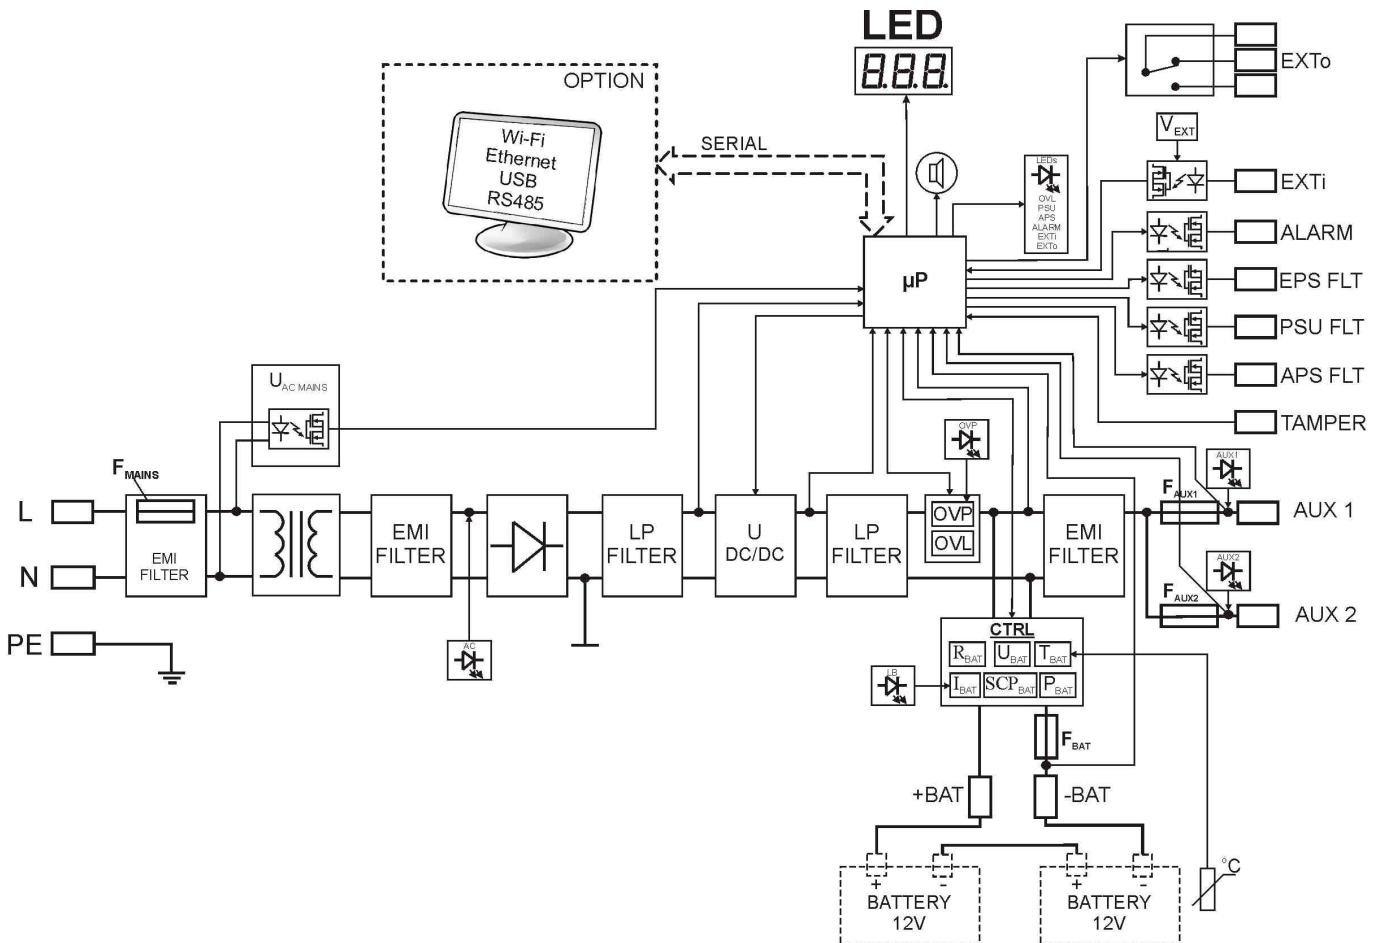 LED
8.8.8.
EXTo
OPTION
Wi-Fi
Ethernet
USB
RS485
SERIAL
VEXT
LEDs
OVL
PSU
APS
ALARM
EXTi
EXTo
EXTi
ALARM
µP
EPS FLT
PSU FLT
APS FLT
TAMPER
UAC MAINS
OVP
AUX1
FMAINS
FAUX1
L
EMI
FILTER
EMI
FILTER
LP
FILTER
U
DC/DC
LP
FILTER
OVP
OVL
EMI
FILTER
AUX 1
N
AUX2
FAUX2
AUX 2
PE
AC
CTRL
RBAT
UBAT
TBAT
LB
IBAT
SCPBAT
PBAT
FBAT
+BAT
-BAT
°C
+
-
+
-
BATTERY
12V
BATTERY
12V